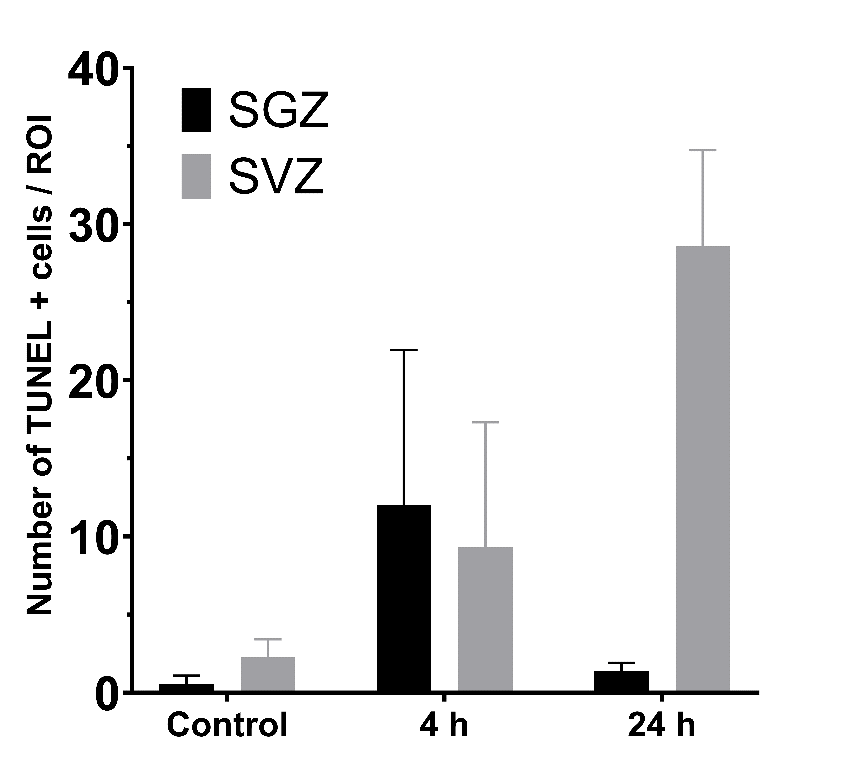 Number of TUNEL + cells / ROI
40
30
20
10
0
SGZ
SVZ
Control
4 h
24 h